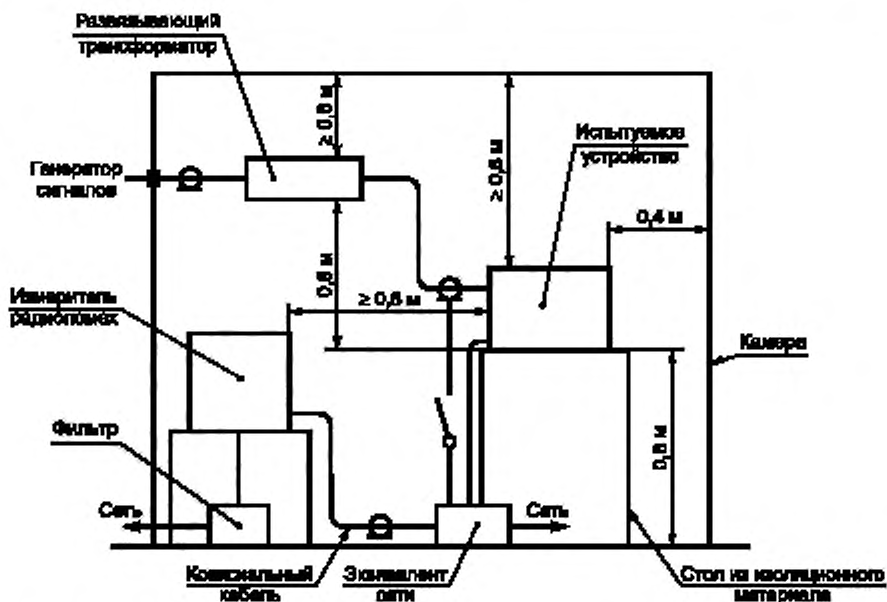 Развязывающий
трансформатор
Генератор
сигналов
≥ 0,8 м
≥ 0,8 м
Испытуемое
устройство
0,4 м
0,8 м
≥ 0,8 м
Измеритель
радиопомех
Камера
Фильтр
0,8 м
Сеть
Сеть
Коаксиальный
кабель
Эквивалент
сети
Стол из изоляционного
материала